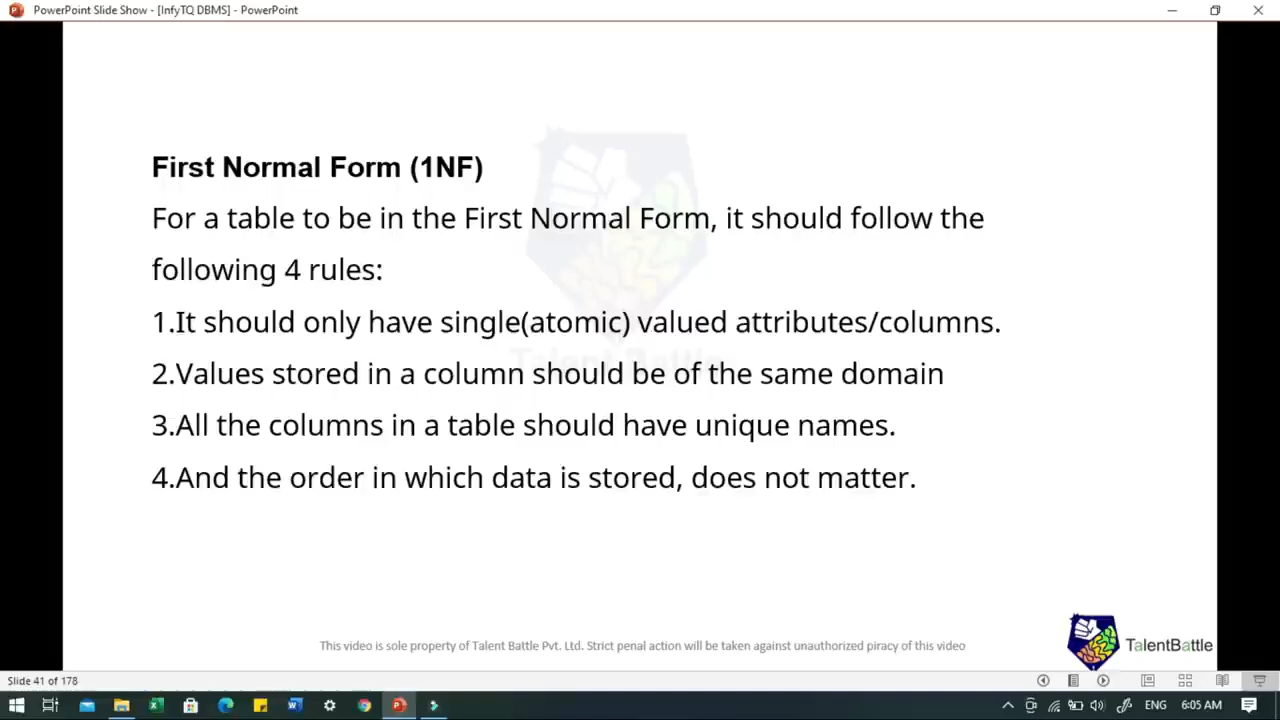 PowerPoint Slide Show - [InfyTQ DBMS] - PowerPoint
First Normal Form (1NF)
For a table to be in the First Normal Form, it should follow the
following 4 rules:
1.It should only have single(atomic) valued attributes/columns.
Talent Battle
2.Values stored in a column should be of the same domain
3.All the columns in a table should have unique names.
4.And the order in which data is stored, does not matter.
This video is sole property of Talent Battle Pvt. Ltd. Strict penal action will be taken against unauthorized piracy of this video
TalentBattle
Slide 41 of 178
ENG 6:05 AM